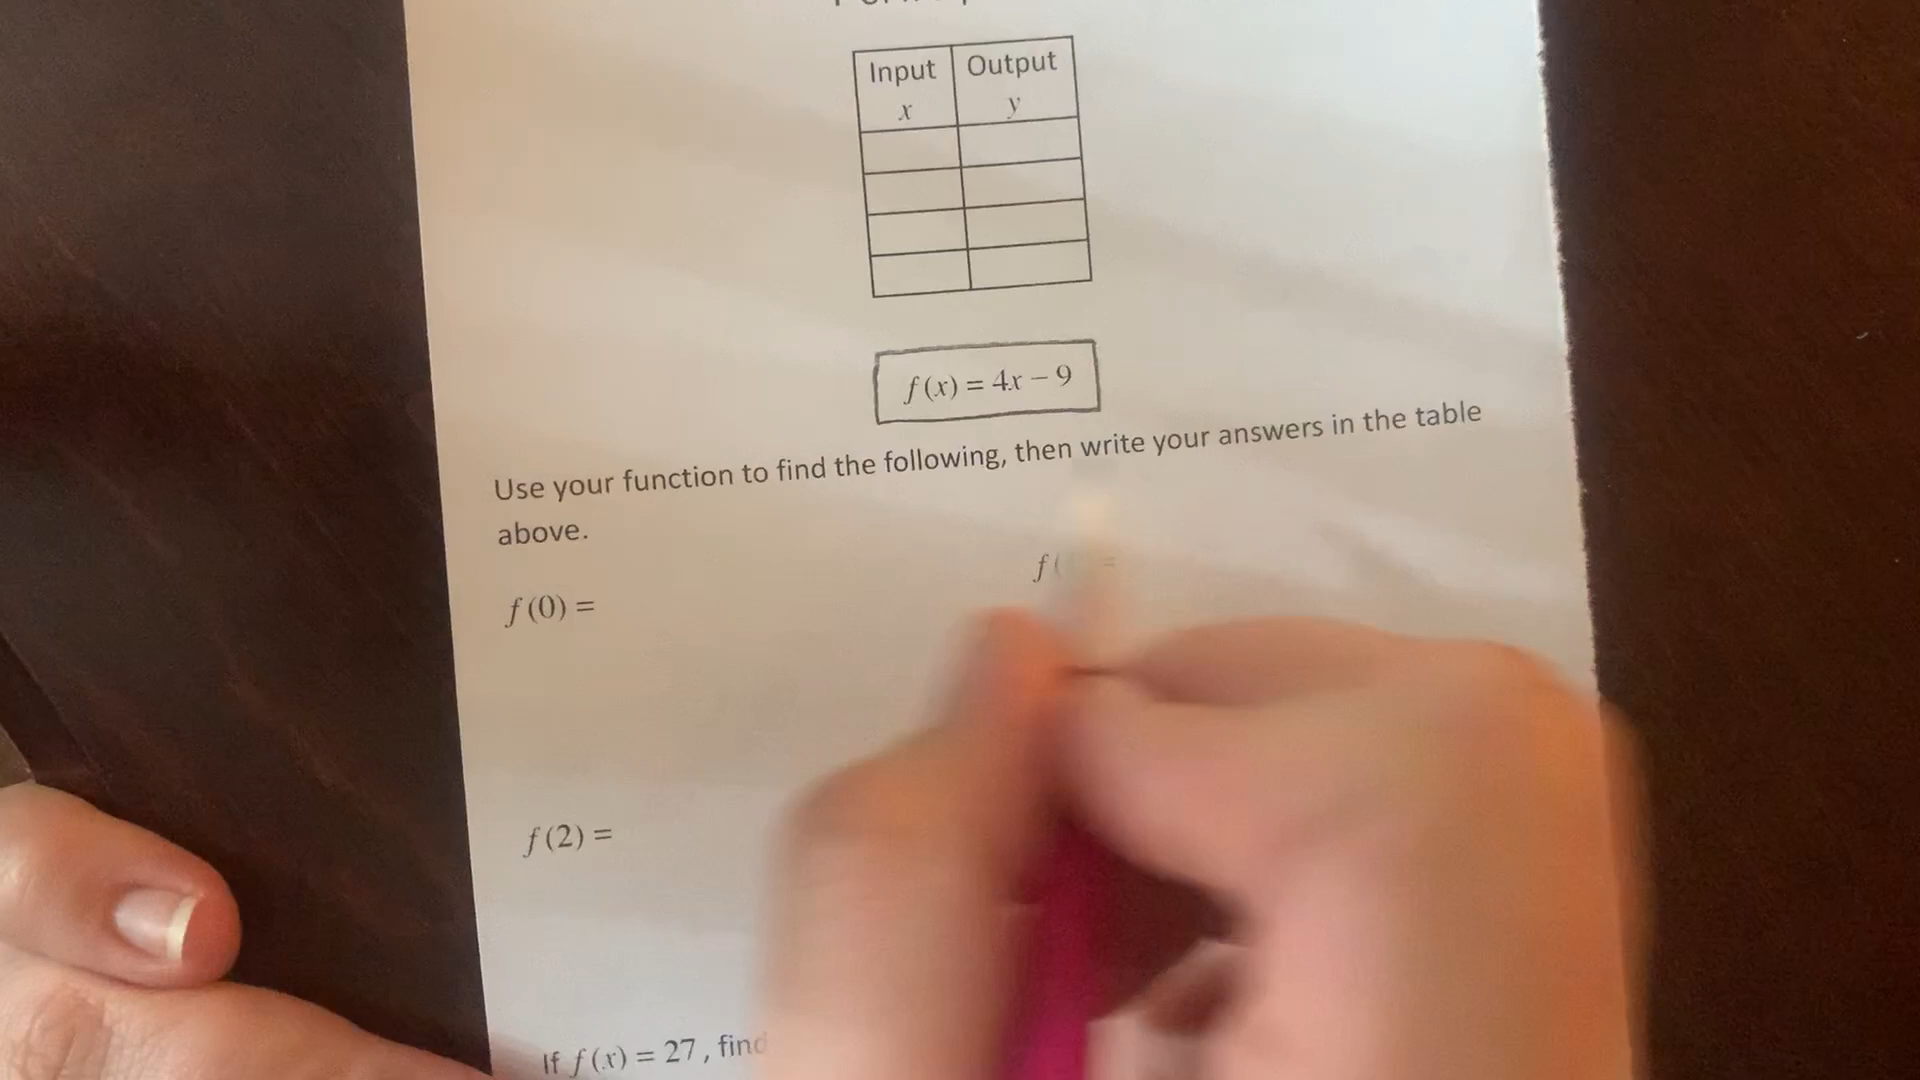 Input Output
x y
f(x) = 4x − 9
Use your function to find the following, then write your answers in the table
above.
f(0) =
f( =
f(2) =
If f(x) = 27, find